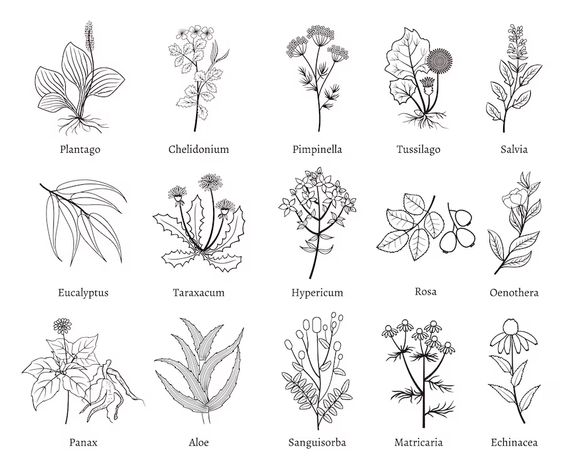 Plantago
Chelidonium
Pimpinella
Tussilago
Salvia
Eucalyptus
Taraxacum
Hypericum
Rosa
Oenothera
Panax
Aloe
Sanguisorba
Matricaria
Echinacea